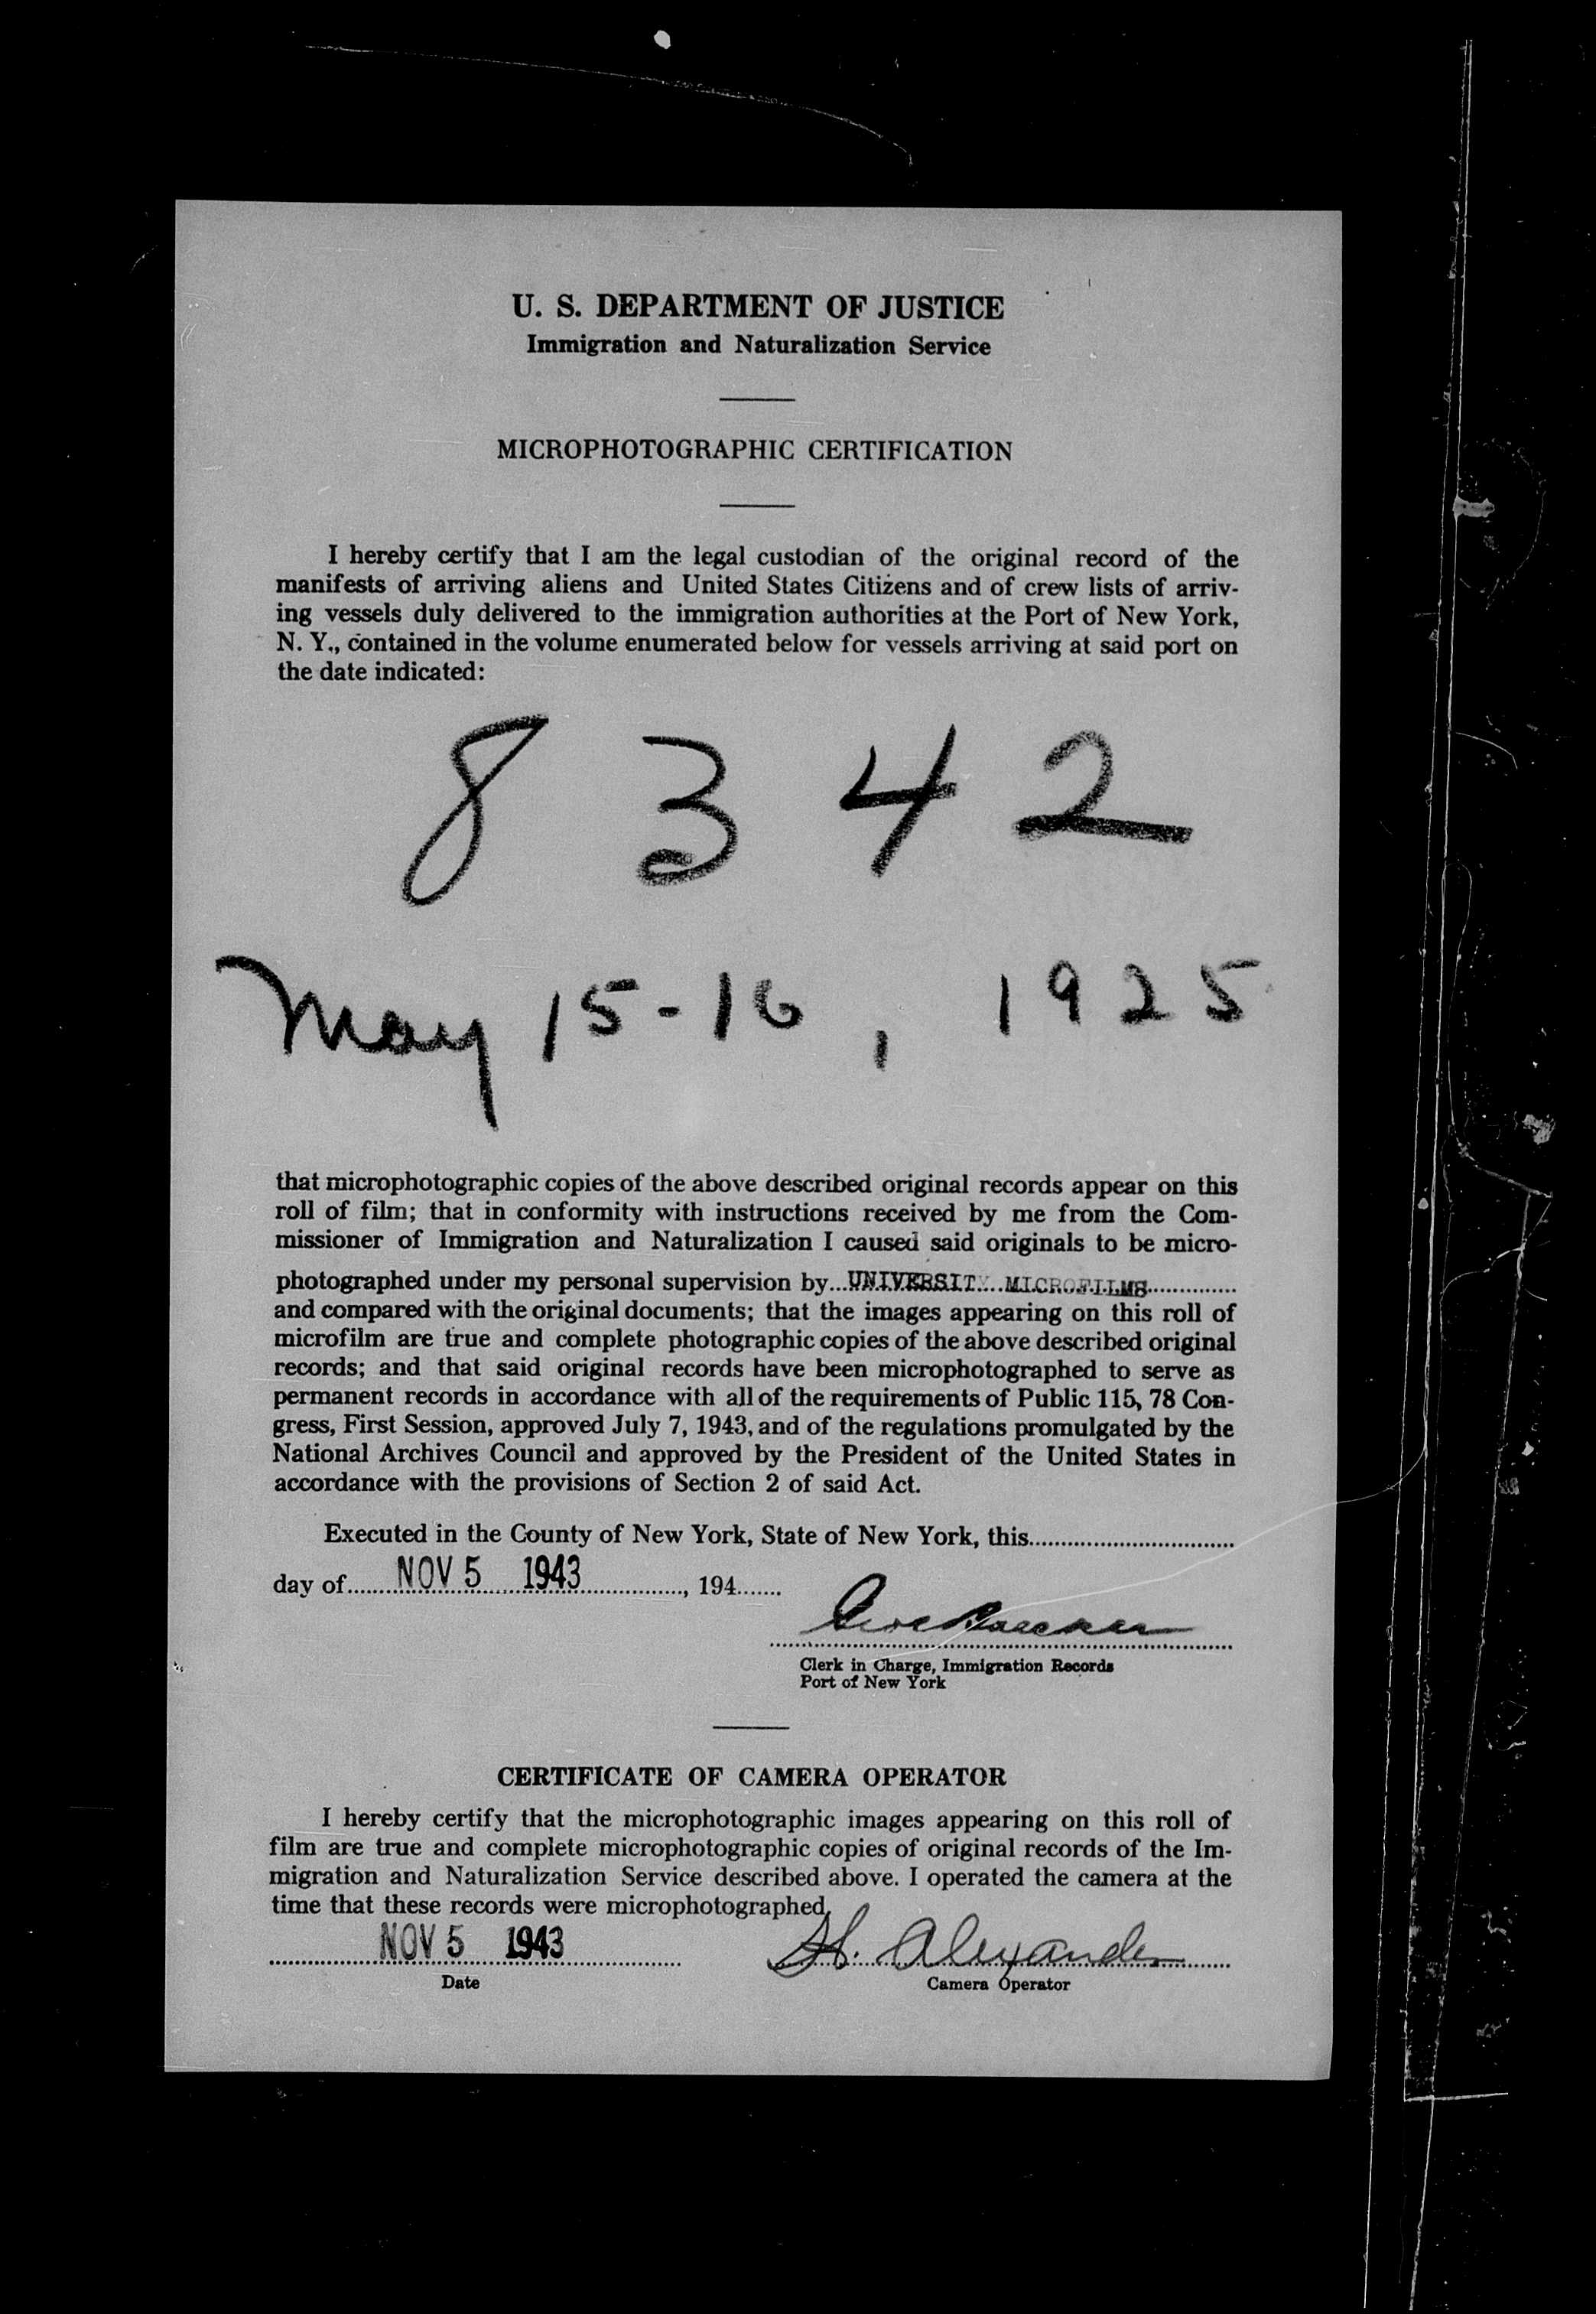 U. S. DEPARTMENT OF JUSTICE
Immigration and Naturalization Service
MICROPHOTOGRAPHIC CERTIFICATION
I hereby certify that I am the legal custodian of the original record of the
manifests of arriving aliens and United States Citizens and of crew lists of arriv-
ing vessels duly delivered to the immigration authorities at the Port of New York,
N. Y., contained in the volume enumerated below for vessels arriving at said port on
the date indicated:
8 3 4 2
May 15-16, 1925
that microphotographic copies of the above described original records appear on this
roll of film; that in conformity with instructions received by me from the Com-
missioner of Immigration and Naturalization I caused said originals to be micro-
photographed under my personal supervision by...UNIVERSITY MICROFILMS...
and compared with the original documents; that the images appearing on this roll of
microfilm are true and complete photographic copies of the above described original
records; and that said original records have been microphotographed to serve as
permanent records in accordance with all of the requirements of Public 115, 78 Con-
gress, First Session, approved July 7, 1943, and of the regulations promulgated by the
National Archives Council and approved by the President of the United States in
accordance with the provisions of Section 2 of said Act.
Executed in the County of New York, State of New York, this...
day of... NOV 5 1943 ..., 194...
Clerk in Charge, Immigration Records
Port of New York
CERTIFICATE OF CAMERA OPERATOR
I hereby certify that the microphotographic images appearing on this roll of
film are true and complete microphotographic copies of original records of the Im-
migration and Naturalization Service described above. I operated the camera at the
time that these records were microphotographed.
NOV 5 1943 H. Alexander
Date Camera Operator